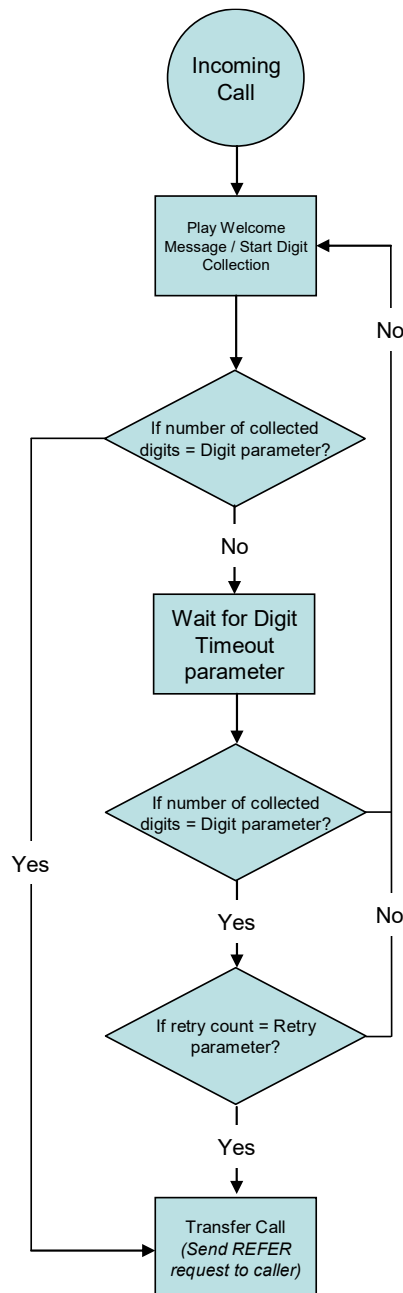 Incoming
Call
Play Welcome
Message / Start Digit
Collection
No
If number of collected
digits = Digit parameter?
No
Wait for Digit
Timeout
parameter
If number of collected
digits = Digit parameter?
Yes
Yes
No
If retry count = Retry
parameter?
Yes
Transfer Call
(Send REFER
request to caller)